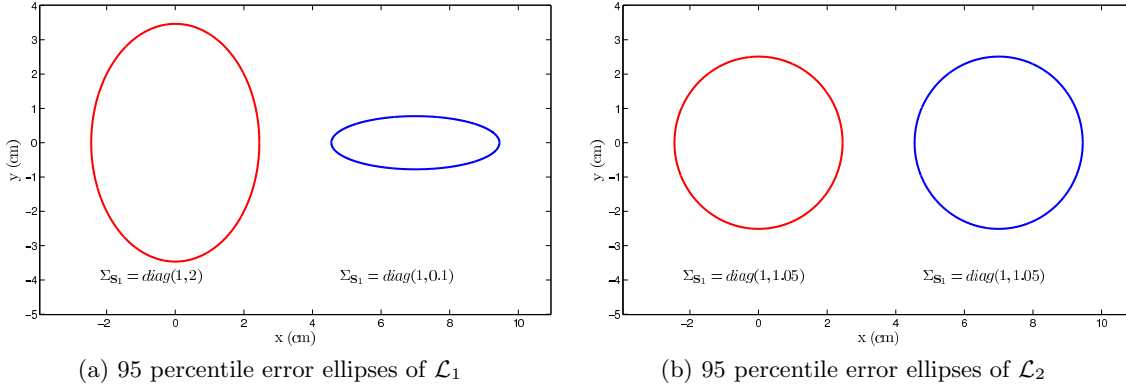 4
3
2
1
0
−1
−2
−3
−4
−5
y (cm)
−2 0 2 4 6 8 10
x (cm)
Σ_S₁ = diag(1,2)
Σ_S₁ = diag(1,0.1)
(a) 95 percentile error ellipses of ℒ₁
4
3
2
1
0
−1
−2
−3
−4
−5
y (cm)
−2 0 2 4 6 8 10
x (cm)
Σ_S₁ = diag(1,1.05)
Σ_S₁ = diag(1,1.05)
(b) 95 percentile error ellipses of ℒ₂